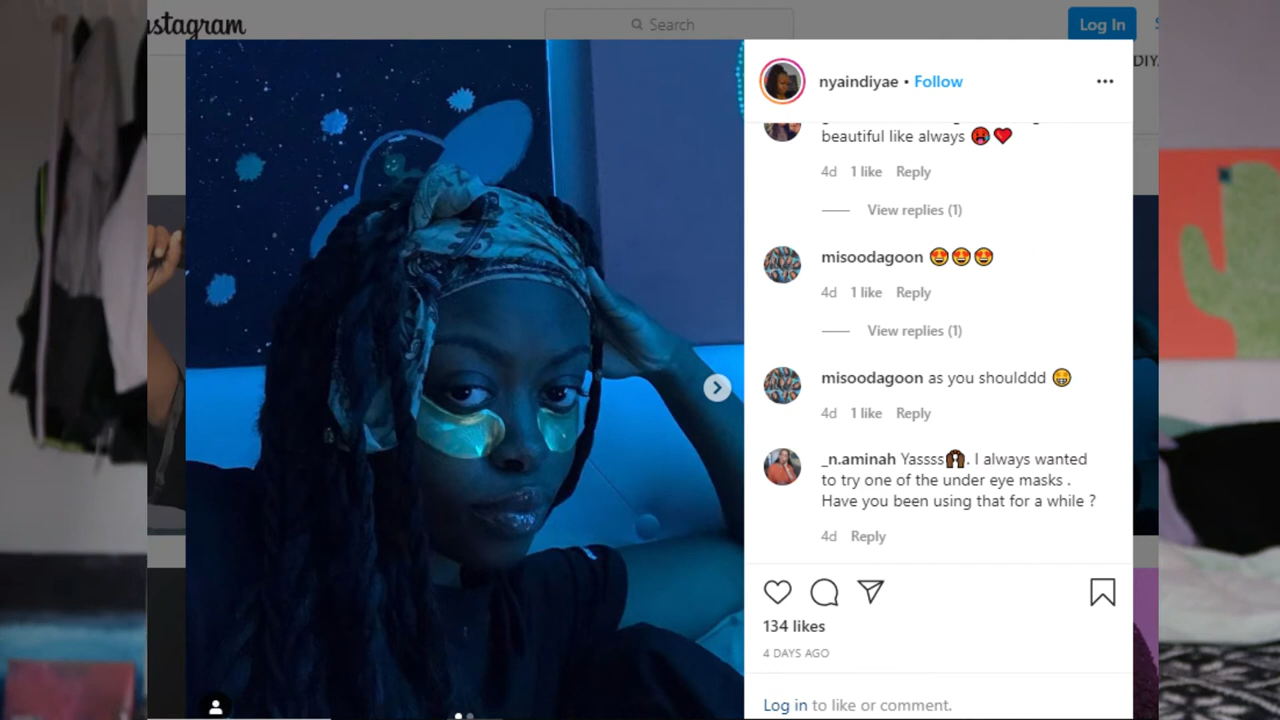 nstagram
Search
Log In
DIY
nyaindiyae • Follow
beautiful like always 🥵❤️
4d 1 like Reply
View replies (1)
misoodagoon 🤩🤩🤩
4d 1 like Reply
View replies (1)
misoodagoon as you shoulddd 😁
4d 1 like Reply
_n.aminah Yassss🙌🏿. I always wanted
to try one of the under eye masks .
Have you been using that for a while ?
4d Reply
134 likes
4 DAYS AGO
Log in to like or comment.